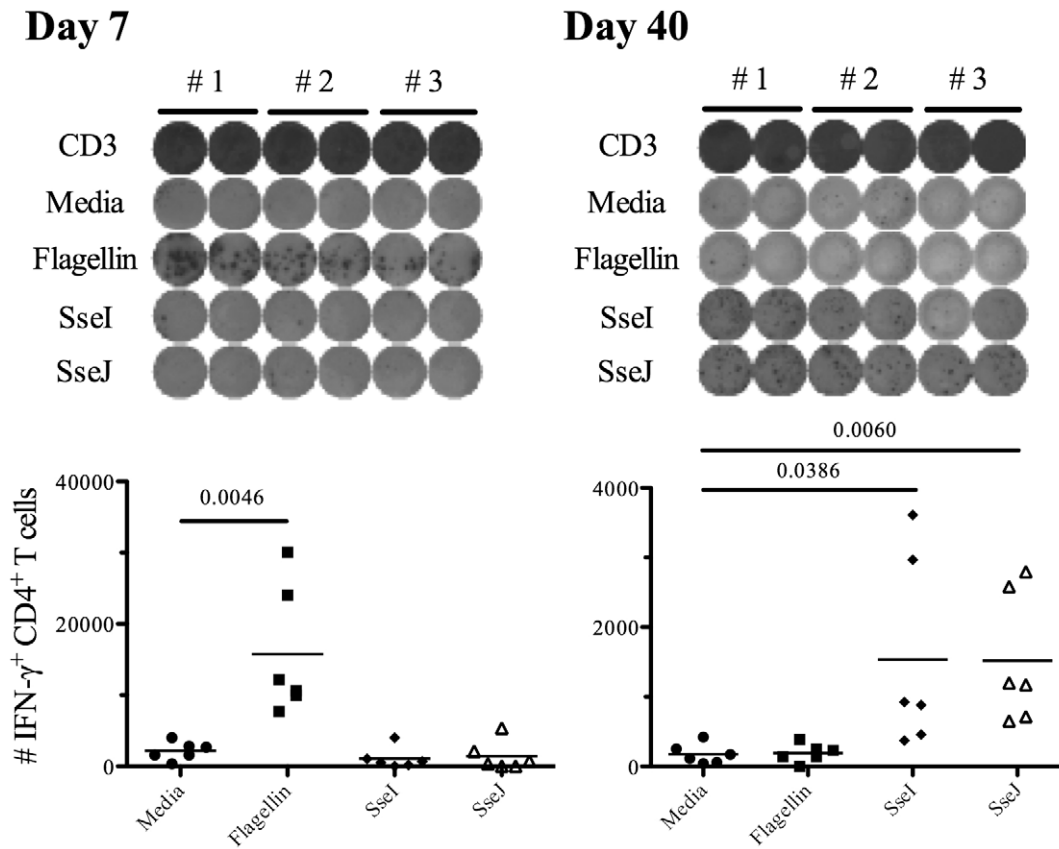 Day 7
Day 40
# 1 # 2 # 3
# 1 # 2 # 3
CD3
Media
Flagellin
SseI
SseJ
CD3
Media
Flagellin
SseI
SseJ
# IFN-γ⁺ CD4⁺ T cells
40000
20000
0
0.0046
Media
Flagellin
SseI
SseJ
0.0060
0.0386
4000
2000
0
Media
Flagellin
SseI
SseJ